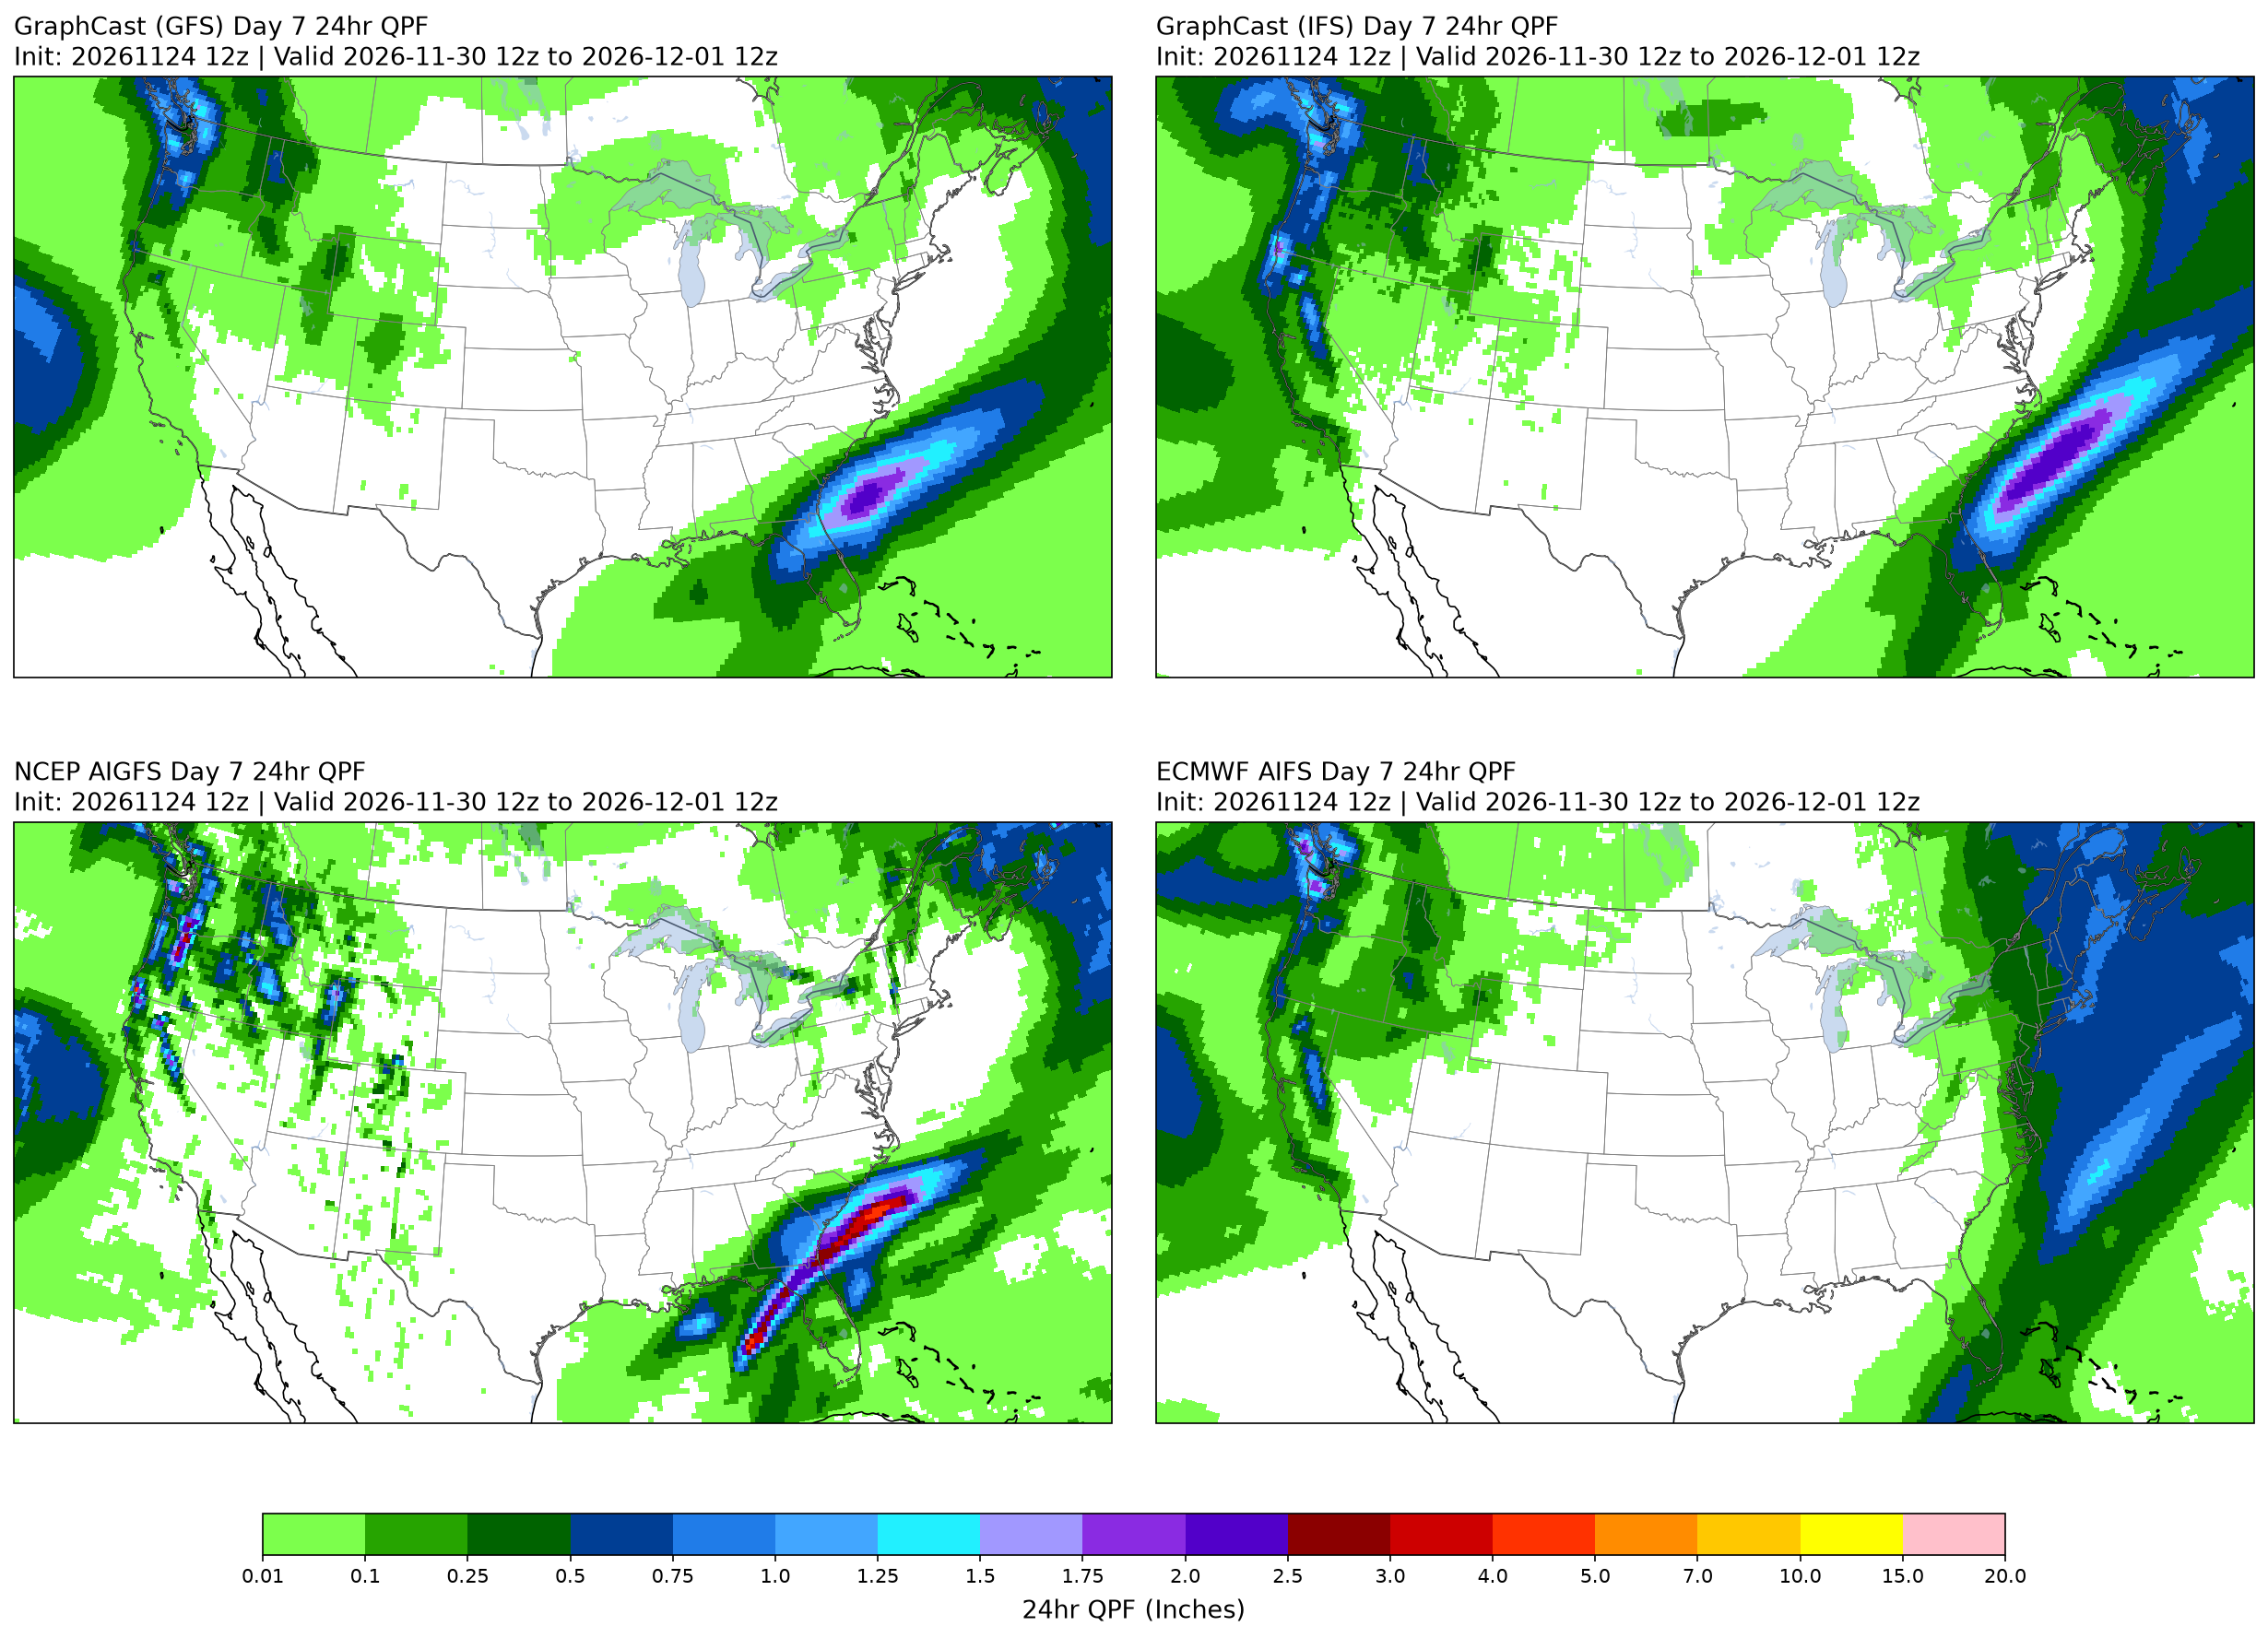 GraphCast (GFS) Day 7 24hr QPF
Init: 20261124 12z | Valid 2026-11-30 12z to 2026-12-01 12z
GraphCast (IFS) Day 7 24hr QPF
Init: 20261124 12z | Valid 2026-11-30 12z to 2026-12-01 12z
NCEP AIGFS Day 7 24hr QPF
Init: 20261124 12z | Valid 2026-11-30 12z to 2026-12-01 12z
ECMWF AIFS Day 7 24hr QPF
Init: 20261124 12z | Valid 2026-11-30 12z to 2026-12-01 12z
0.01 0.1 0.25 0.5 0.75 1.0 1.25 1.5 1.75 2.0 2.5 3.0 4.0 5.0 7.0 10.0 15.0 20.0
24hr QPF (Inches)